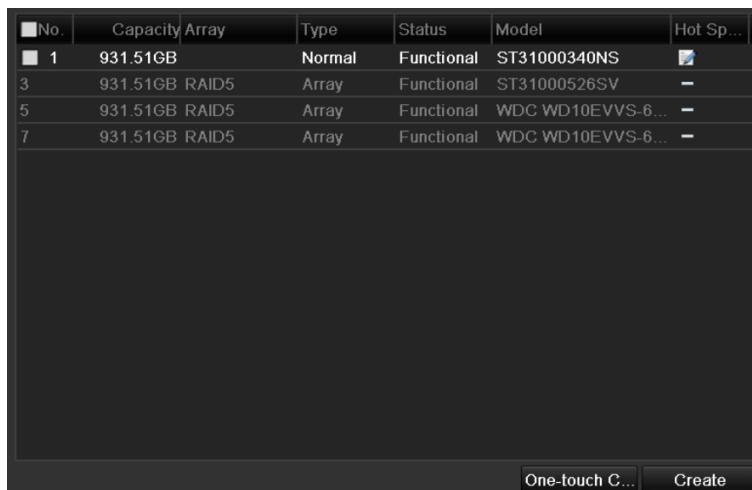 No. Capacity Array Type Status Model Hot Sp...
1 931.51GB Normal Functional ST31000340NS
3 931.51GB RAID5 Array Functional ST31000526SV –
5 931.51GB RAID5 Array Functional WDC WD10EVVS-6... –
7 931.51GB RAID5 Array Functional WDC WD10EVVS-6... –
One-touch C... Create